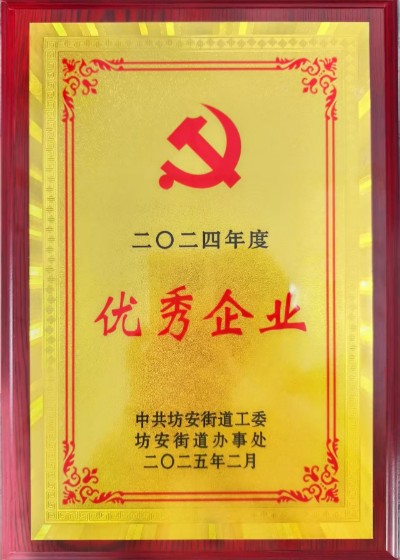 二〇二四年度
优秀企业
中共坊安街道工委
坊安街道办事处
二〇二五年二月